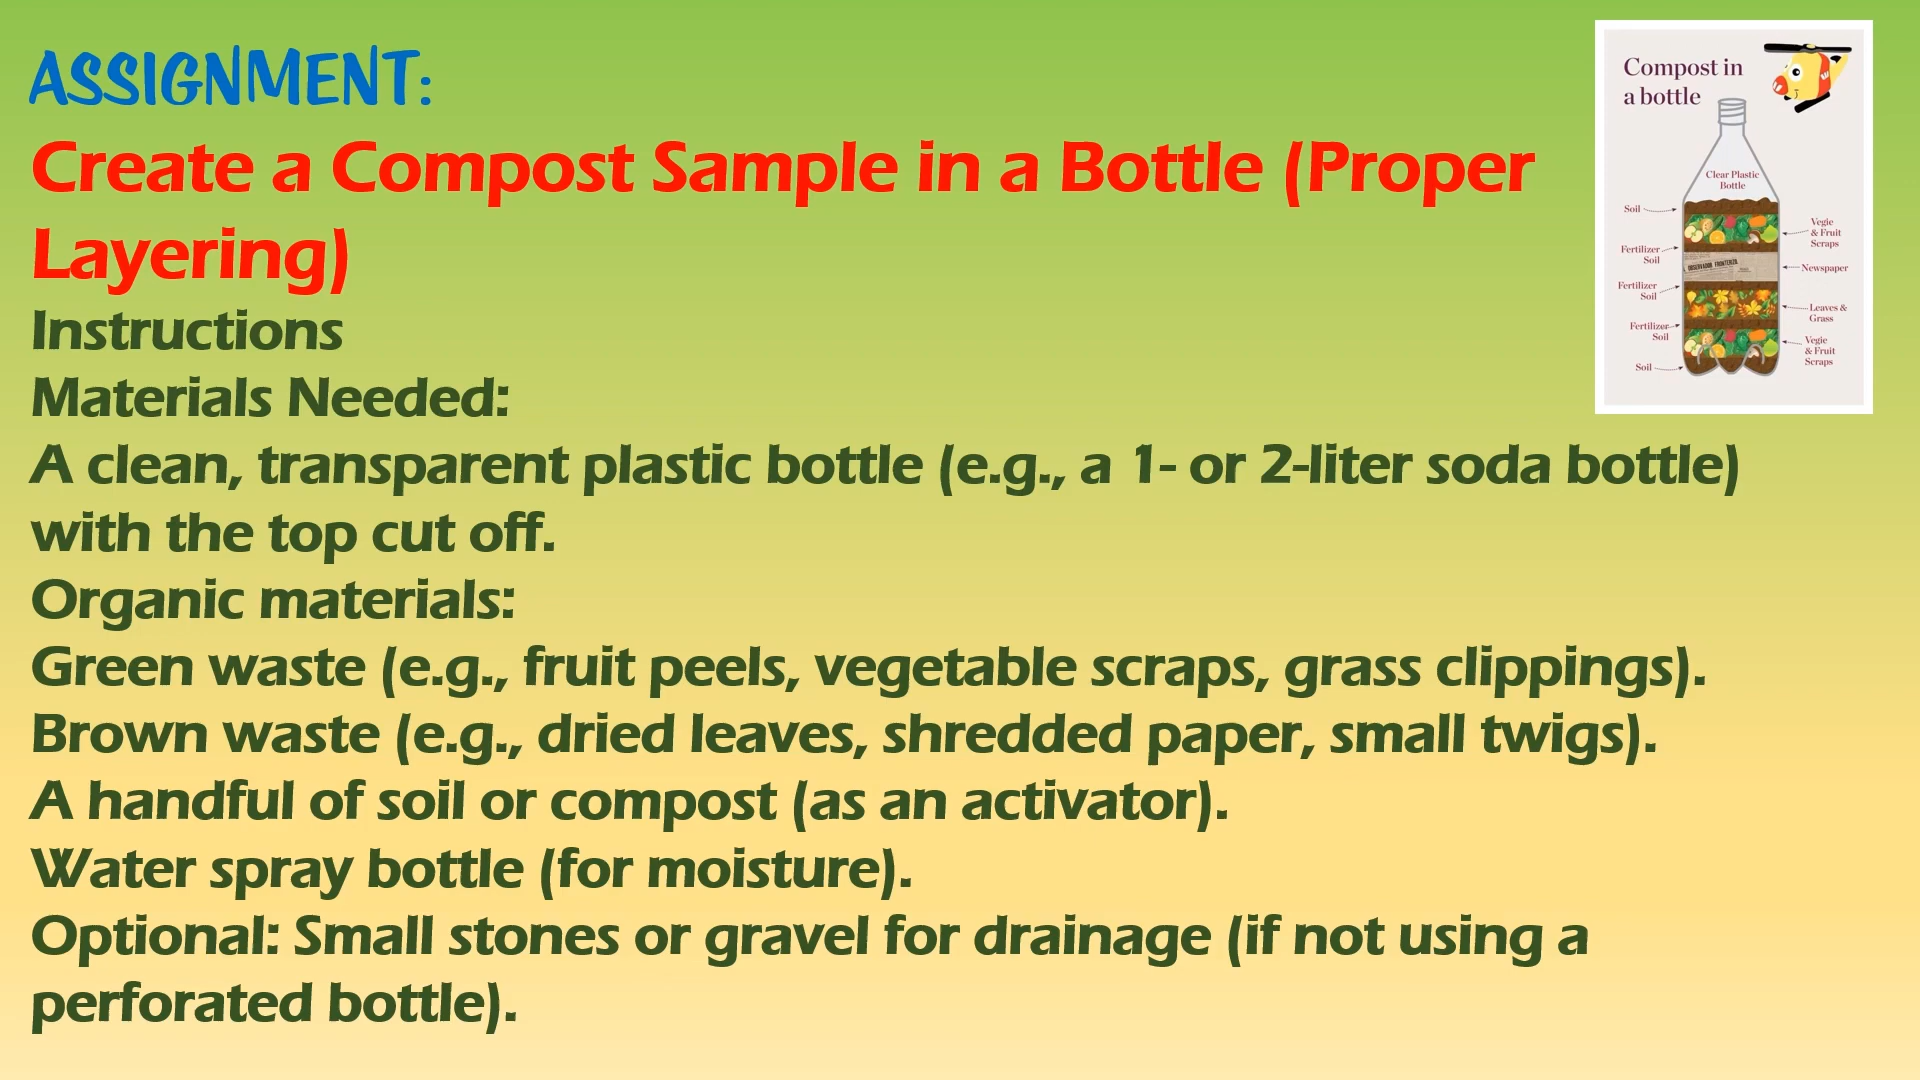 ASSIGNMENT:
Create a Compost Sample in a Bottle (Proper
Layering)
Instructions
Materials Needed:
A clean, transparent plastic bottle (e.g., a 1- or 2-liter soda bottle)
with the top cut off.
Organic materials:
Green waste (e.g., fruit peels, vegetable scraps, grass clippings).
Brown waste (e.g., dried leaves, shredded paper, small twigs).
A handful of soil or compost (as an activator).
Water spray bottle (for moisture).
Optional: Small stones or gravel for drainage (if not using a
perforated bottle).
Compost in
a bottle
Clear Plastic
Bottle
Soil
Vegie
& Fruit
Scraps
Fertilizer
Soil
OBSERVADOR FRONTERIZO
Newspaper
Fertilizer
Soil
Leaves &
Grass
Fertilizer
Soil
Vegie
& Fruit
Scraps
Soil